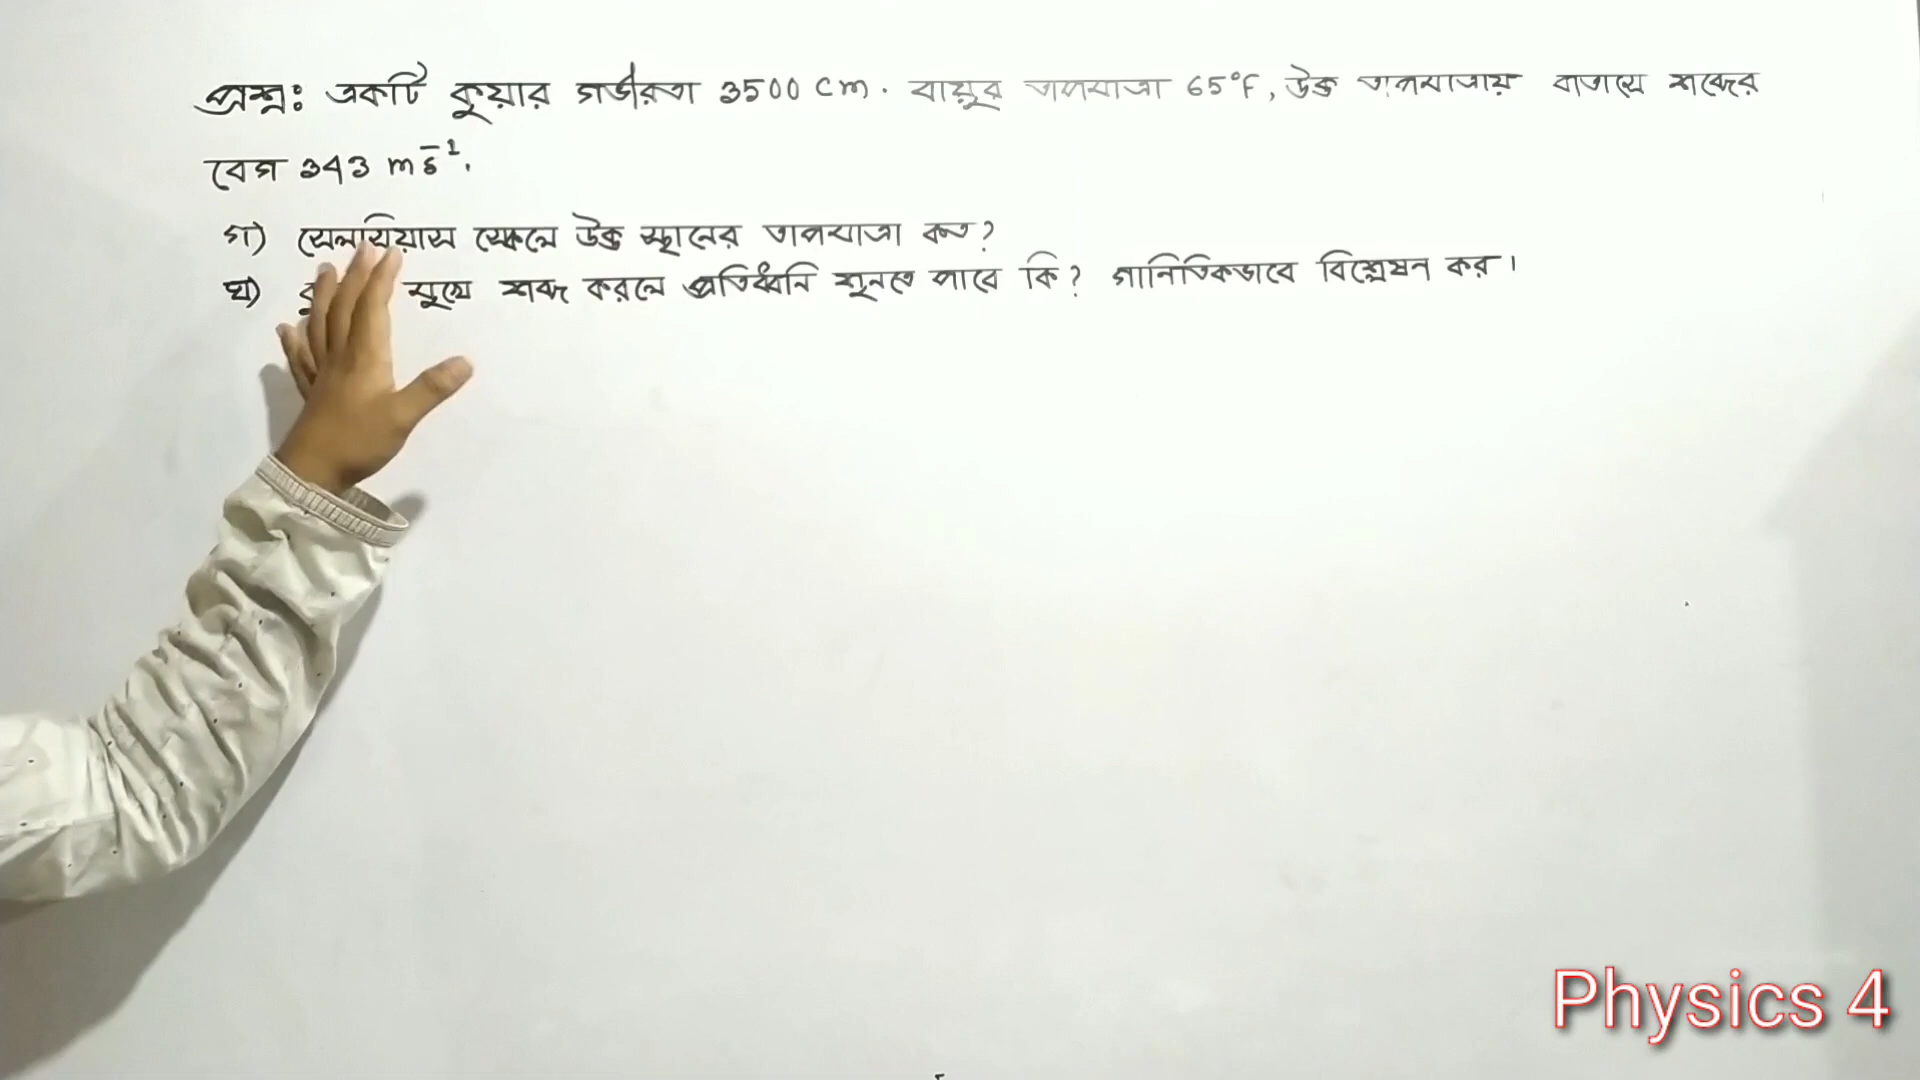 প্রশ্ন: একটি কুয়ার গভীরতা 3500 cm. বায়ুর তাপমাত্রা 65°F, উক্ত তাপমাত্রায় বাতাসে শব্দের
বেগ 343 ms⁻¹.
গ) সেলসিয়াস স্কেলে উক্ত স্থানের তাপমাত্রা কত?
ঘ) মুখে শব্দ করলে প্রতিধ্বনি শুনতে পাবে কি? গানিতিকভাবে বিশ্লেষন কর।
Physics 4